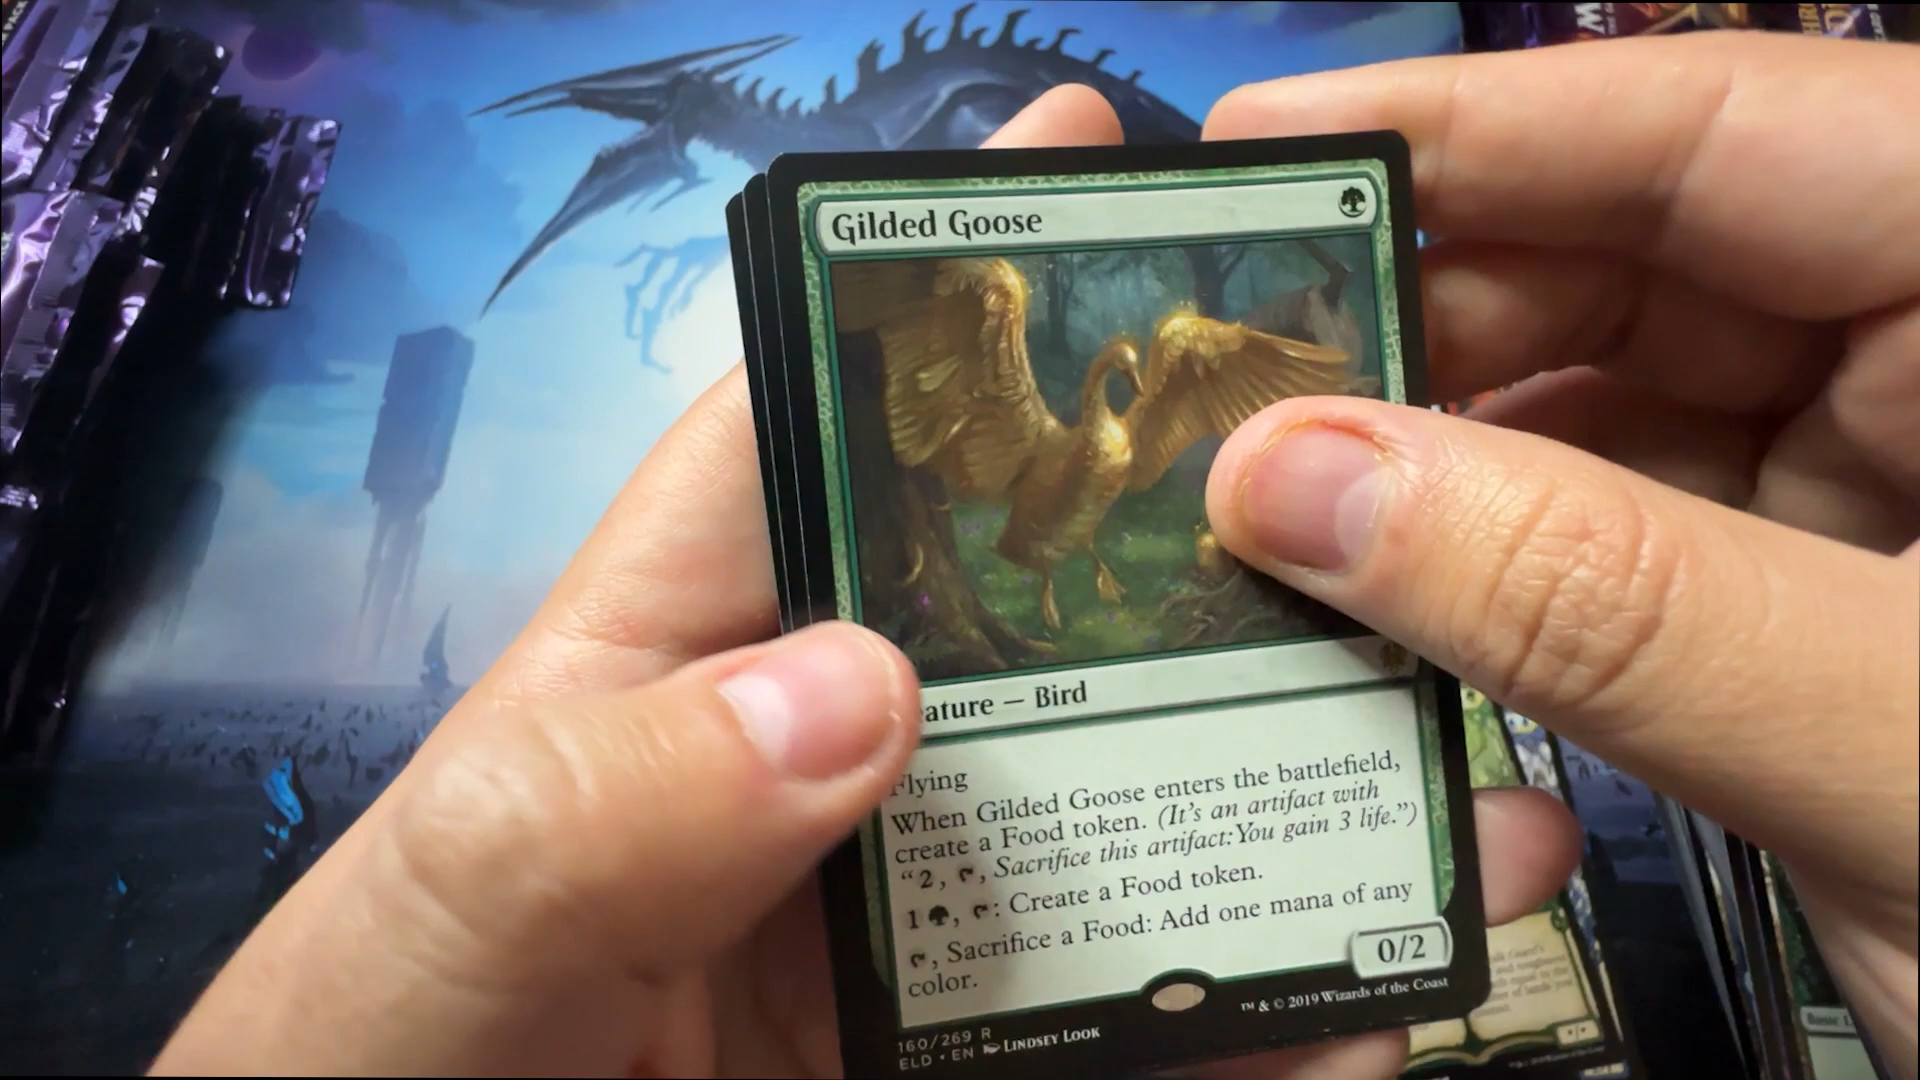 PACK
W
Gilded Goose
ature — Bird
Flying
When Gilded Goose enters the battlefield,
create a Food token. (It's an artifact with
"2, , Sacrifice this artifact: You gain 3 life.")
1 , : Create a Food token.
, Sacrifice a Food: Add one mana of any
color.
0/2
160/269 R
ELD • EN LINDSEY LOOK
™ & © 2019 Wizards of the Coast
Basic L
*/*